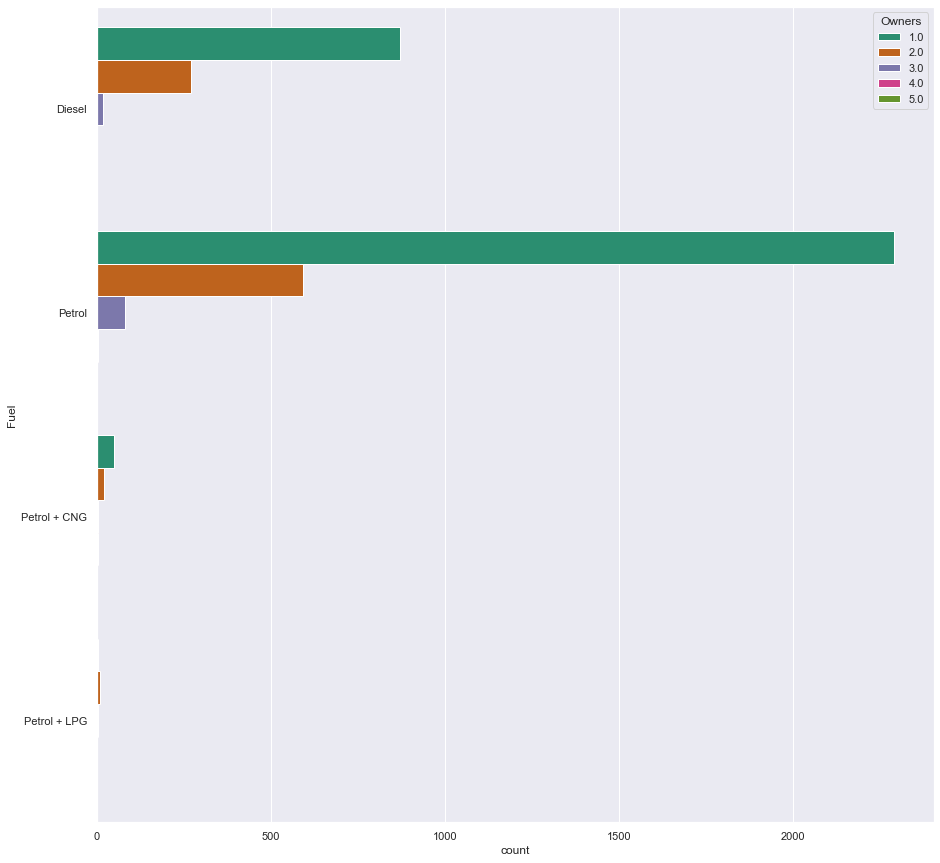 Owners
1.0
2.0
3.0
4.0
5.0
Diesel
Petrol
Fuel
Petrol + CNG
Petrol + LPG
0 500 1000 1500 2000
count